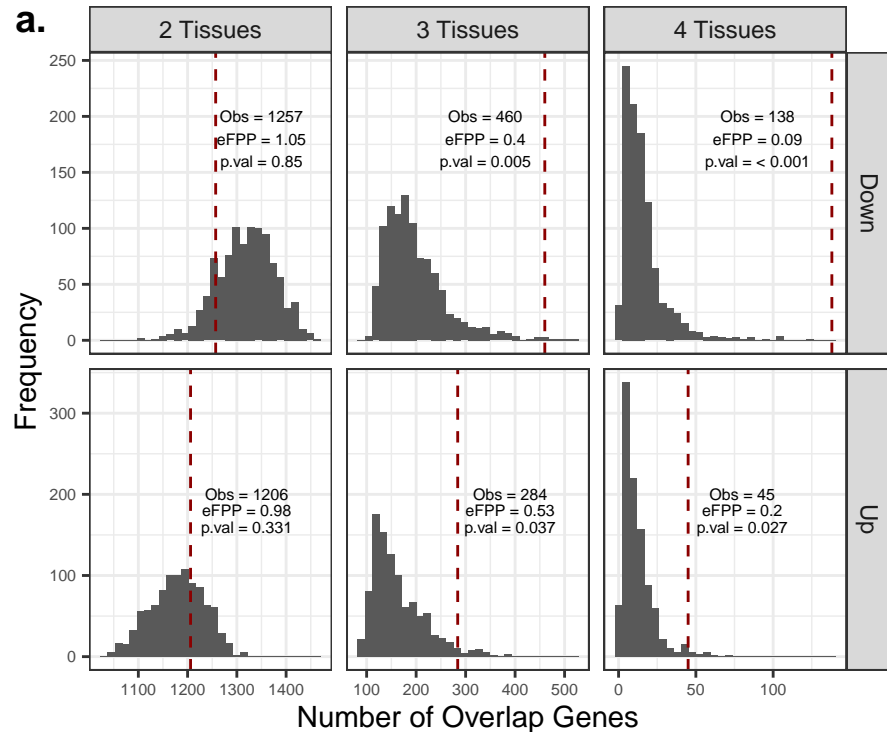 a.
2 Tissues
3 Tissues
4 Tissues
Frequency
250
200
150
100
50
0
Obs = 1257
eFPP = 1.05
p.val = 0.85
Obs = 460
eFPP = 0.4
p.val = 0.005
Obs = 138
eFPP = 0.09
p.val = < 0.001
Down
300
200
100
0
Obs = 1206
eFPP = 0.98
p.val = 0.331
Obs = 284
eFPP = 0.53
p.val = 0.037
Obs = 45
eFPP = 0.2
p.val = 0.027
Up
1100 1200 1300 1400
100 200 300 400 500
0 50 100
Number of Overlap Genes